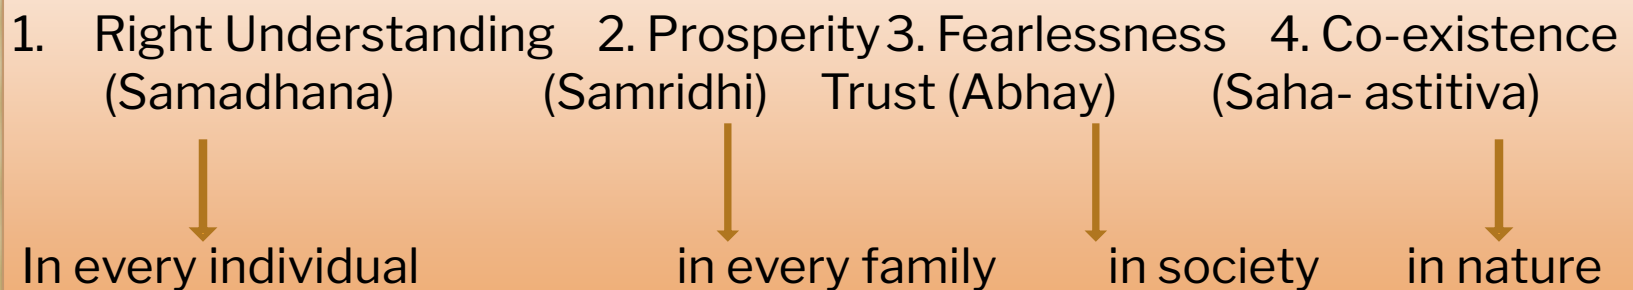 1. Right Understanding 2. Prosperity 3. Fearlessness 4. Co-existence
(Samadhana) (Samridhi) Trust (Abhay) (Saha- astitiva)
In every individual in every family in society in nature